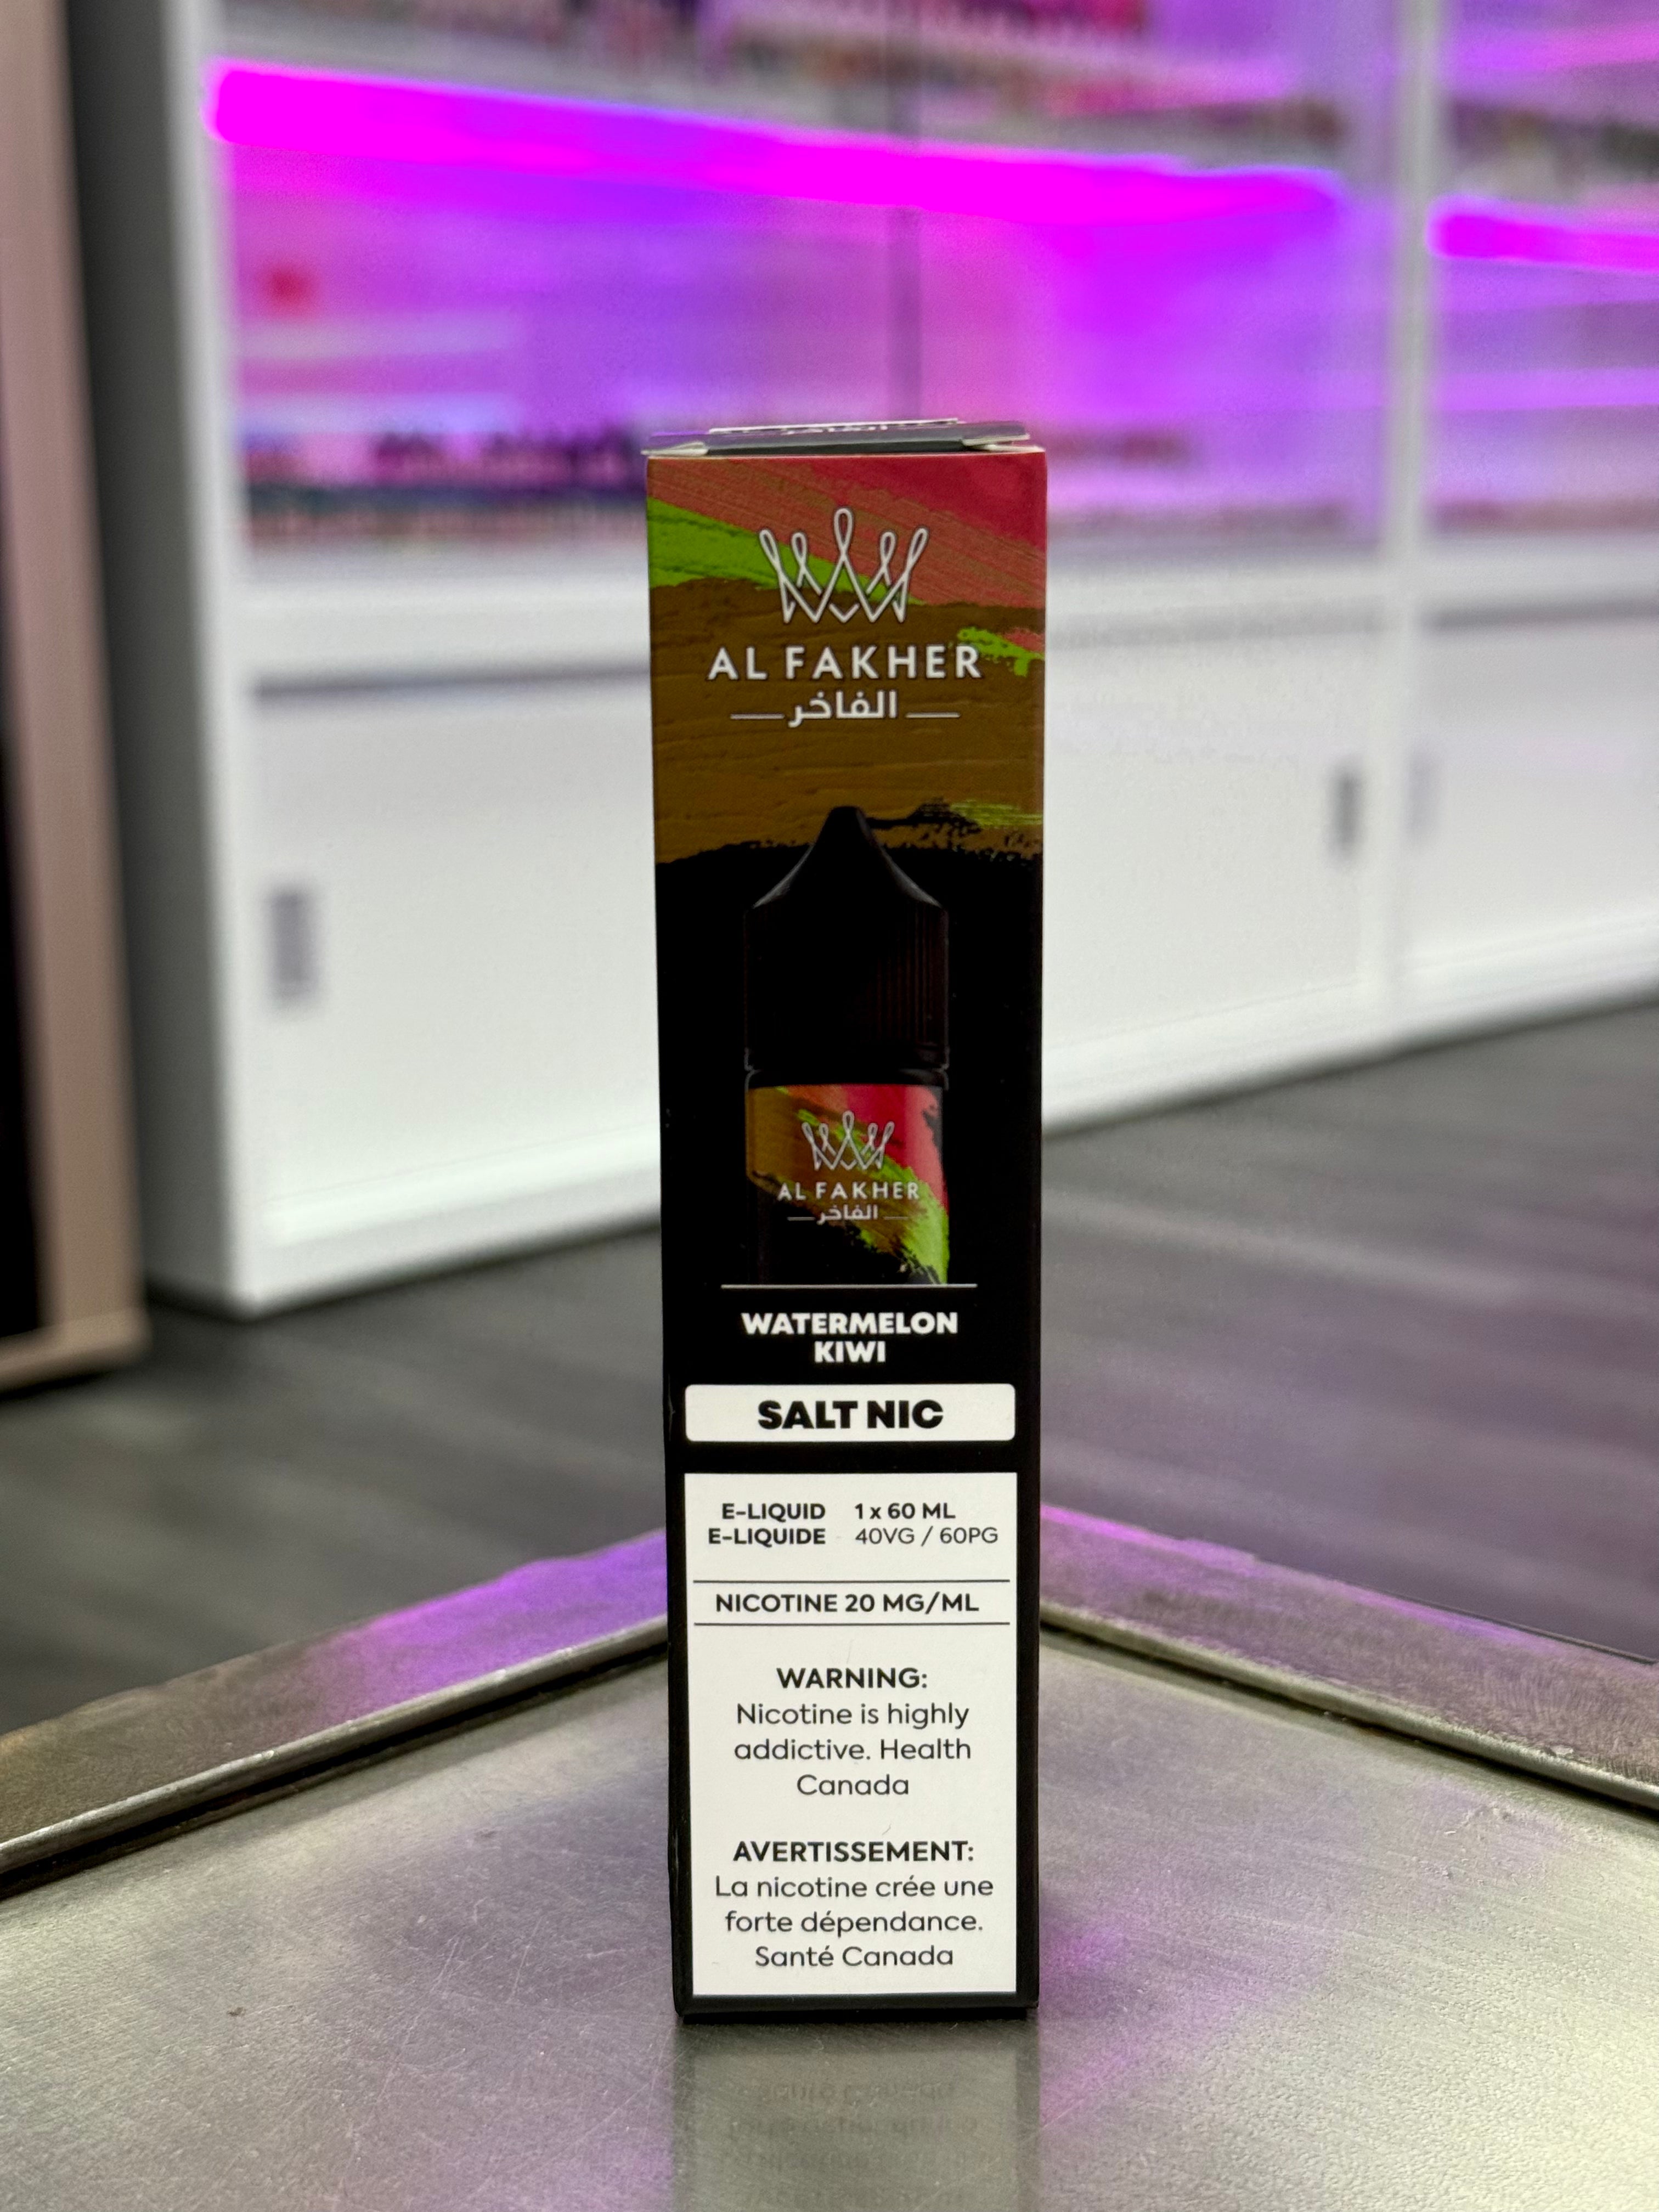 AL FAKHER
الفاخر
AL FAKHER
الفاخر
WATERMELON
KIWI
SALT NIC
E-LIQUID 1 x 60 ML
E-LIQUIDE 40VG / 60PG
NICOTINE 20 MG/ML
WARNING:
Nicotine is highly
addictive. Health
Canada
AVERTISSEMENT:
La nicotine crée une
forte dépendance.
Santé Canada